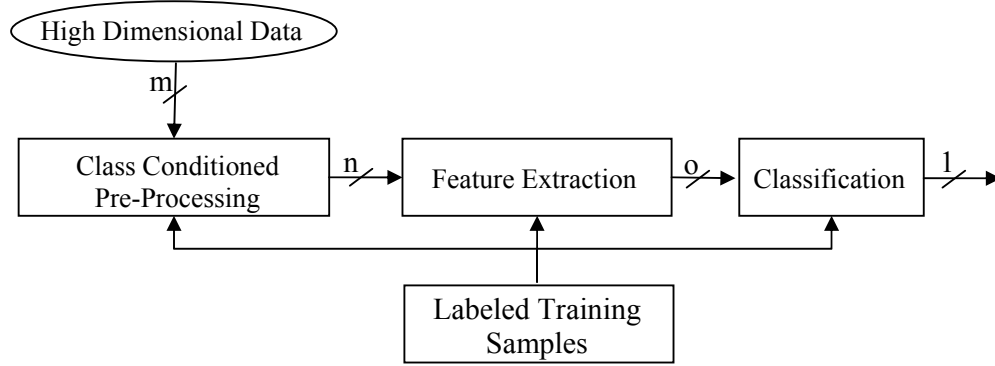 High Dimensional Data
m
Class Conditioned
Pre-Processing
n
Feature Extraction
o
Classification
1
Labeled Training
Samples